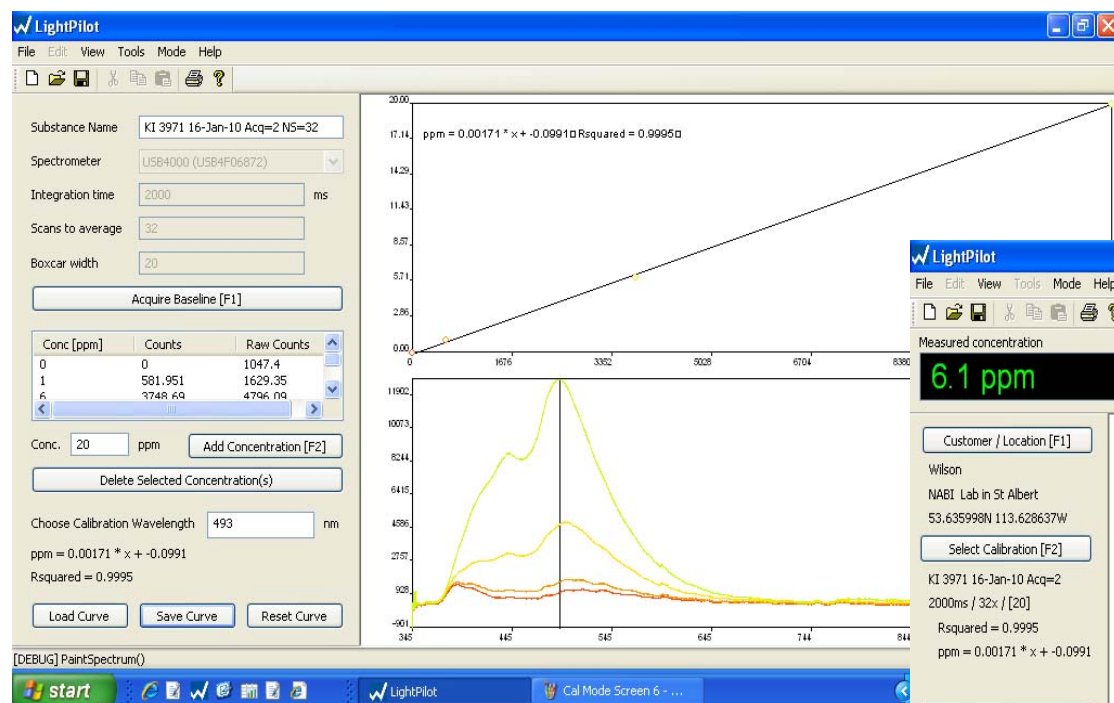 LightPilot
File Edit View Tools Mode Help
Substance Name KI 3971 16-Jan-10 Acq=2 NS=32
Spectrometer USB4000 (USB4F06872)
Integration time 2000 ms
Scans to average 32
Boxcar width 20
Acquire Baseline [F1]
Conc [ppm] Counts Raw Counts
0 0 1047.4
1 581.951 1629.35
6 3748.69 4796.09
Conc. 20 ppm Add Concentration [F2]
Delete Selected Concentration(s)
Choose Calibration Wavelength 493 nm
ppm = 0.00171 * x + -0.0991
Rsquared = 0.9995
Load Curve Save Curve Reset Curve
[DEBUG] PaintSpectrum()
20.00
17.14
14.29
11.43
8.57
5.71
2.86
0.00
ppm = 0.00171 * x + -0.0991 Rsquared = 0.9995
0 1676 3352 5028 6704 8380
11902
10073
8244
6415
4586
2757
928
-901
345 445 545 645 744 844
LightPilot
File Edit View Tools Mode Help
Measured concentration
6.1 ppm
Customer / Location [F1]
Wilson
NABI Lab in St Albert
53.635998N 113.628637W
Select Calibration [F2]
KI 3971 16-Jan-10 Acq=2
2000ms / 32x / [20]
Rsquared = 0.9995
ppm = 0.00171 * x + -0.0991
start LightPilot Cal Mode Screen 6 - ...